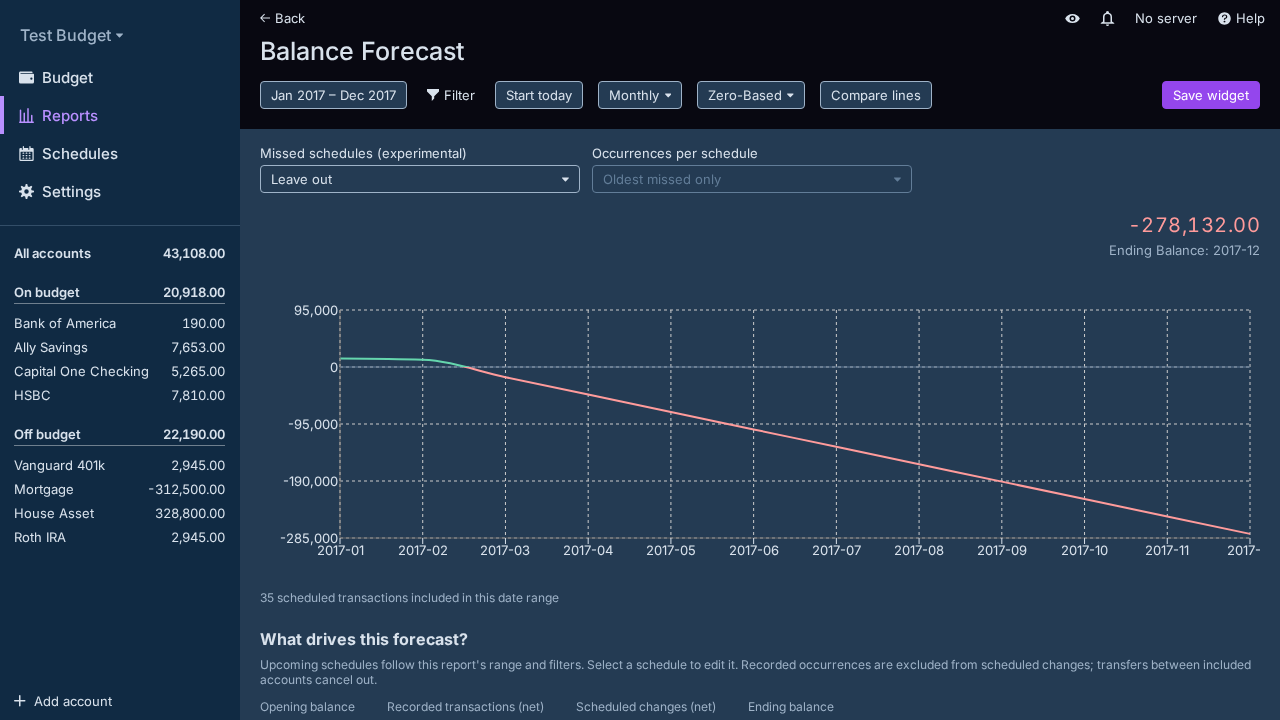 Test Budget
Budget
Reports
Schedules
Settings
All accounts 43,108.00
On budget 20,918.00
Bank of America 190.00
Ally Savings 7,653.00
Capital One Checking 5,265.00
HSBC 7,810.00
Off budget 22,190.00
Vanguard 401k 2,945.00
Mortgage -312,500.00
House Asset 328,800.00
Roth IRA 2,945.00
Add account
Back
No server
Help
Balance Forecast
Jan 2017 – Dec 2017
Filter
Start today
Monthly
Zero-Based
Compare lines
Save widget
Missed schedules (experimental)
Leave out
Occurrences per schedule
Oldest missed only
-278,132.00
Ending Balance: 2017-12
95,000
0
-95,000
-190,000
-285,000
2017-01 2017-02 2017-03 2017-04 2017-05 2017-06 2017-07 2017-08 2017-09 2017-10 2017-11 2017-
35 scheduled transactions included in this date range
What drives this forecast?
Upcoming schedules follow this report's range and filters. Select a schedule to edit it. Recorded occurrences are excluded from scheduled changes; transfers between included
accounts cancel out.
Opening balance Recorded transactions (net) Scheduled changes (net) Ending balance